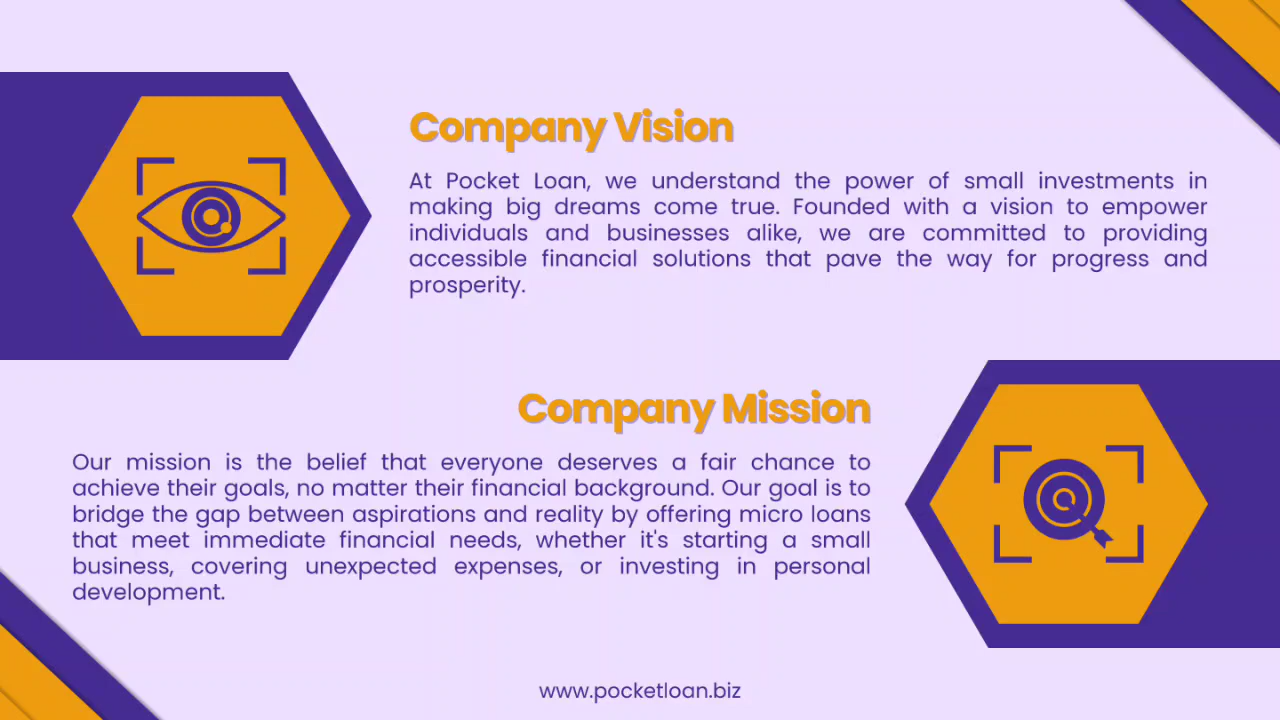 Company Vision
At Pocket Loan, we understand the power of small investments in
making big dreams come true. Founded with a vision to empower
individuals and businesses alike, we are committed to providing
accessible financial solutions that pave the way for progress and
prosperity.
Company Mission
Our mission is the belief that everyone deserves a fair chance to
achieve their goals, no matter their financial background. Our goal is to
bridge the gap between aspirations and reality by offering micro loans
that meet immediate financial needs, whether it's starting a small
business, covering unexpected expenses, or investing in personal
development.
www.pocketloan.biz